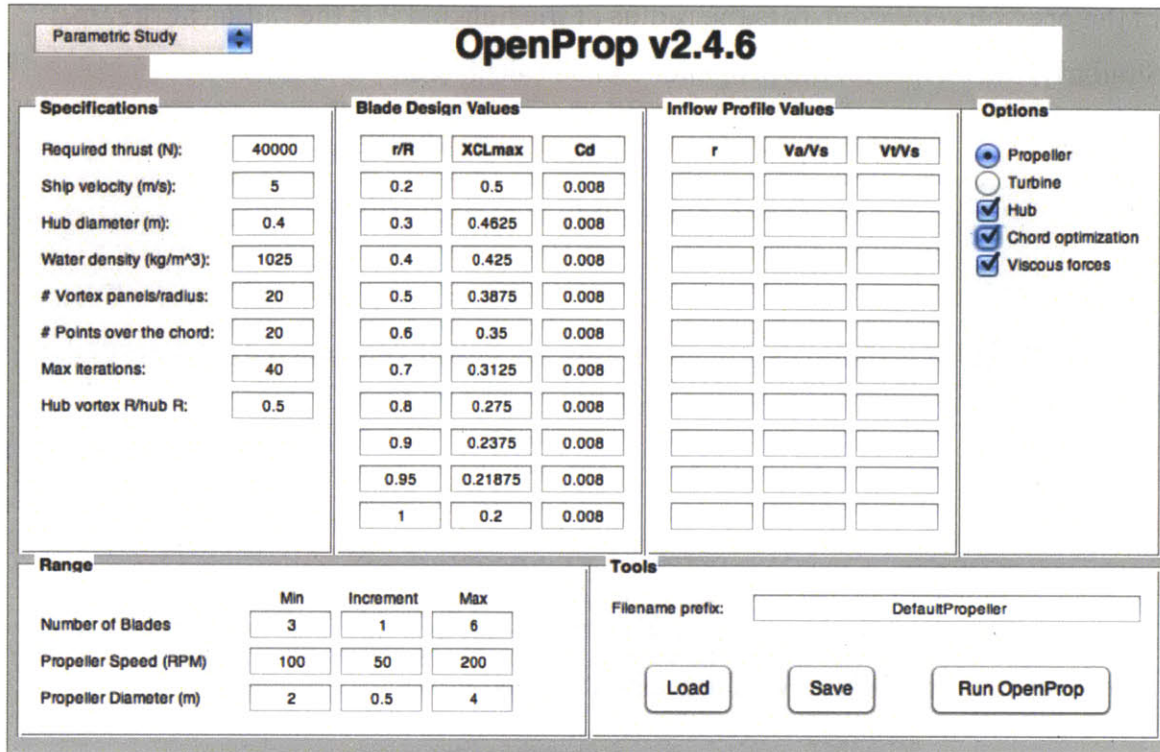 Parametric Study
OpenProp v2.4.6
Specifications
Required thrust (N): 40000
Ship velocity (m/s): 5
Hub diameter (m): 0.4
Water density (kg/m^3): 1025
# Vortex panels/radius: 20
# Points over the chord: 20
Max iterations: 40
Hub vortex R/hub R: 0.5
Blade Design Values
r/R XCLmax Cd
0.2 0.5 0.008
0.3 0.4625 0.008
0.4 0.425 0.008
0.5 0.3875 0.008
0.6 0.35 0.008
0.7 0.3125 0.008
0.8 0.275 0.008
0.9 0.2375 0.008
0.95 0.21875 0.008
1 0.2 0.008
Inflow Profile Values
r Va/Vs Vt/Vs
Options
Propeller
Turbine
Hub
Chord optimization
Viscous forces
Range
Min Increment Max
Number of Blades 3 1 6
Propeller Speed (RPM) 100 50 200
Propeller Diameter (m) 2 0.5 4
Tools
Filename prefix: DefaultPropeller
Load Save Run OpenProp